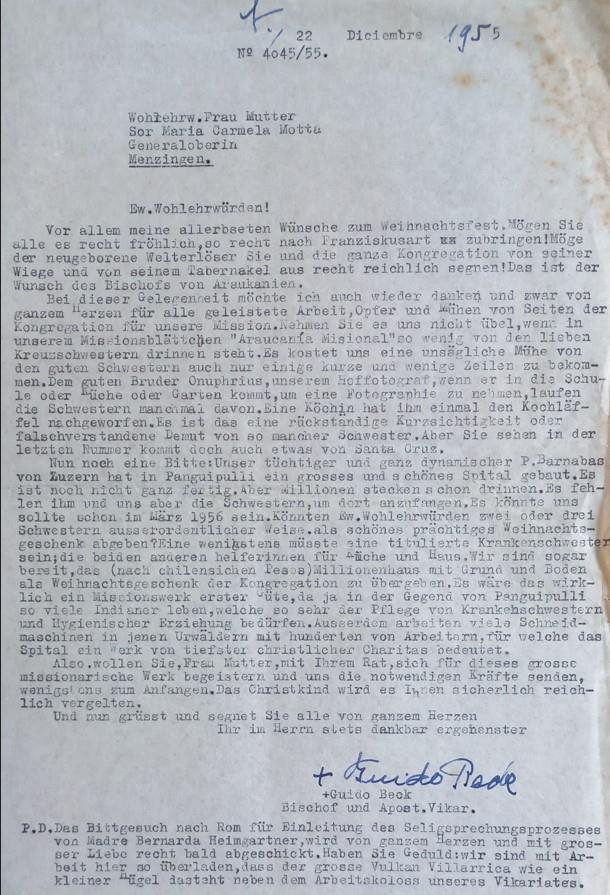 22 Diciembre 1955
Nº 4045/55.
Wohlehrw.Frau Mutter
Sor Maria Carmela Motta
Generaloberin
Menzingen.
Ew.Wohlehrwürden!
Vor allem meine allerbseten Wünsche zum Weihnachtsfest.Mögen Sie
alle es recht fröhlich,so recht nach Franziskusart xx zubringen!Möge
der neugeborene Welterlöser Sie und die ganze Kongregation von seiner
Wiege und von seinem Tabernakel aus recht reichlich segnen!Das ist der
Wunsch des Bischofs von Araukanien.
Bei dieser Gelegenheit möchte ich auch wieder danken und zwar von
ganzem Herzen für alle geleistete Arbeit,Opfer und Mühen von Seiten der
Kongregation für unsere Mission.Nehmen Sie es uns nicht übel,wenn in
unserem Missionsblättchen "Araucanía Misional"so wenig von den lieben
Kreuzschwestern drinnen steht.Es kostet uns eine unsägliche Mühe von
den guten Schwestern auch nur einige kurze und wenige Zeilen zu bekom-
men.Dem guten Bruder Onuphrius,unserem Hoffotograf,wenn er in die Schu-
le oder Küche oder Garten kommt,um eine Fotographie zu nehmen,laufen
die Schwestern manchmal davon.Eine Köchin hat ihm einmal den Kochläf-
fel nachgeworfen.Es ist das eine rückständige Kurzsichtigkeit oder
falschverstandene Demut von so mancher Schwester.Aber Sie sehen in der
letzten Nummer kommt doch auch etwas von Santa Cruz.
Nun noch eine Bitte:Unser tüchtiger und ganz dynamischer P.Barnabas
von Luzern hat in Panguipulli ein grosses und schönes Spital gebaut.Es
ist noch nicht ganz fertig.Aber Millionen stecken schon drinnen.Es feh-
len ihm und uns aber die Schwestern,um dort anzufangen.Es könnte uns
sollte schon im März 1956 sein.Könnten Ew.Wohlehrwürden zwei oder drei
Schwestern ausserordentlicher Weise,als schönes prächtiges Weihnachts-
geschenk abgeben?Eine wenigstens müsste eine titulierte Krankenschwester
sein;die beiden anderen helferinnen für Küche und Haus.Wir sind sogar
bereit,das (nach chilensischen Pesos)Millionenhaus mit Grund und Boden
als Weihnachtsgeschenk der Kongregation zu übergeben.Es wäre das wirk-
lich ein Missionswerk erster Güte,da ja in der Gegend von Panguipulli
so viele Indianer leben,welche so sehr der Pflege von Krankehschwestern
und Hygienischer Erziehung bedürfen.Ausserdem arbeiten viele Schneid-
maschinen in jenen Urwäldern mit hunderten von Arbeitern,für welche das
Spital ein Werk von tiefster christlicher Charitas bedeutet.
Also.wollen Sie,Frau Mutter,mit Ihrem Rat,sich für dieses grosse
missionarische Werk begeistern und uns die notwendigen Kräfte senden,
wenigstens zum Anfangen.Das Christkind wird es Ihnen sicherlich reich-
lich vergelten.
Und nun grüsst und segnet Sie alle von ganzem Herzen
Ihr im Herrn stets dankbar ergebenster
+ Guido Beck
+Guido Beck
Bischof und Apost.Vikar.
P.D.Das Bittgesuch nach Rom für Einleitung des Seligsprechungsprozesses
von Madre Bernarda Heimgartner,wird von ganzem Herzen und mit gros-
ser Liebe recht bald abgeschickt.Haben Sie Geduld:wir sind mit Ar-
beit hier so überladen,dass der grosse Vulkan Villarrica wie ein
kleiner Hügel dasteht neben dem Arbeitskoloss unseres Vikariates.